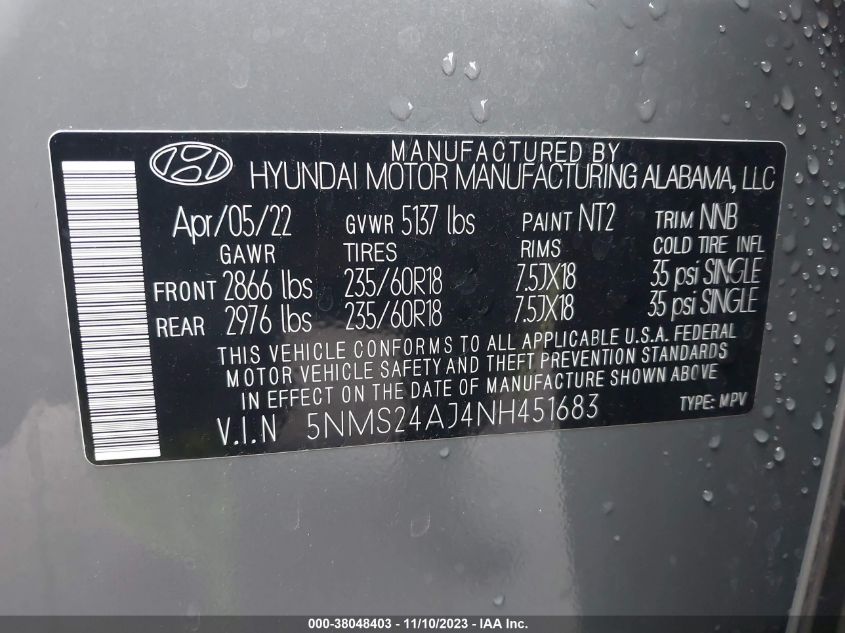 MANUFACTURED BY
HYUNDAI MOTOR MANUFACTURING ALABAMA, LLC
Apr/05/22 GVWR 5137 lbs PAINT NT2 TRIM NNB
GAWR TIRES RIMS COLD TIRE INFL
FRONT 2866 lbs 235/60R18 7.5JX18 35 psi SINGLE
REAR 2976 lbs 235/60R18 7.5JX18 35 psi SINGLE
THIS VEHICLE CONFORMS TO ALL APPLICABLE U.S.A. FEDERAL
MOTOR VEHICLE SAFETY AND THEFT PREVENTION STANDARDS
IN EFFECT ON THE DATE OF MANUFACTURE SHOWN ABOVE.
V.I.N 5NMS24AJ4NH451683 TYPE: MPV
000-38048403 - 11/10/2023 - IAA Inc.